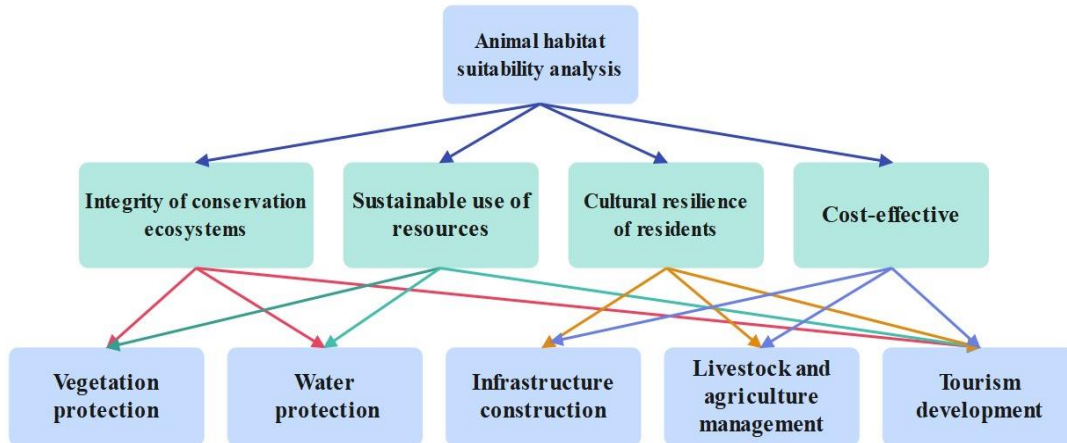 Animal habitat
suitability analysis
Integrity of conservation
ecosystems
Sustainable use of
resources
Cultural resilience
of residents
Cost-effective
Vegetation
protection
Water
protection
Infrastructure
construction
Livestock and
agriculture
management
Tourism
development